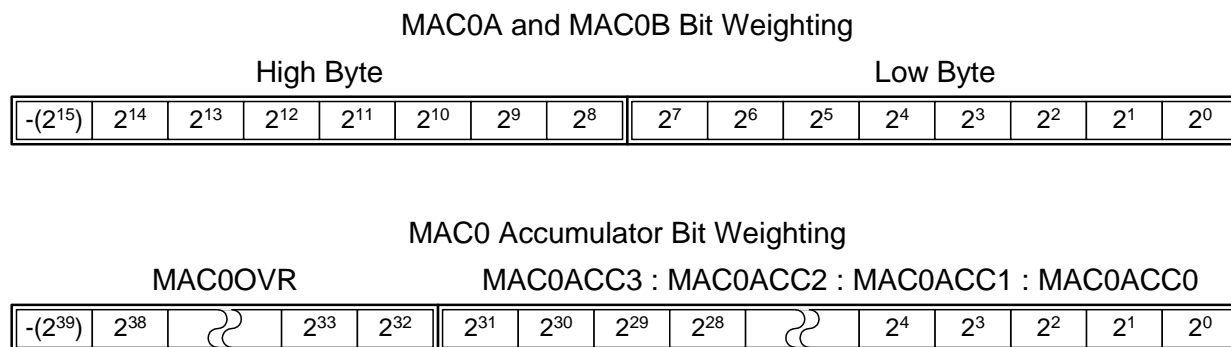 MAC0A and MAC0B Bit Weighting
High Byte Low Byte
-(2¹⁵) 2¹⁴ 2¹³ 2¹² 2¹¹ 2¹⁰ 2⁹ 2⁸ 2⁷ 2⁶ 2⁵ 2⁴ 2³ 2² 2¹ 2⁰
MAC0 Accumulator Bit Weighting
MAC0OVR MAC0ACC3 : MAC0ACC2 : MAC0ACC1 : MAC0ACC0
-(2³⁹) 2³⁸ 2³³ 2³² 2³¹ 2³⁰ 2²⁹ 2²⁸ 2⁴ 2³ 2² 2¹ 2⁰